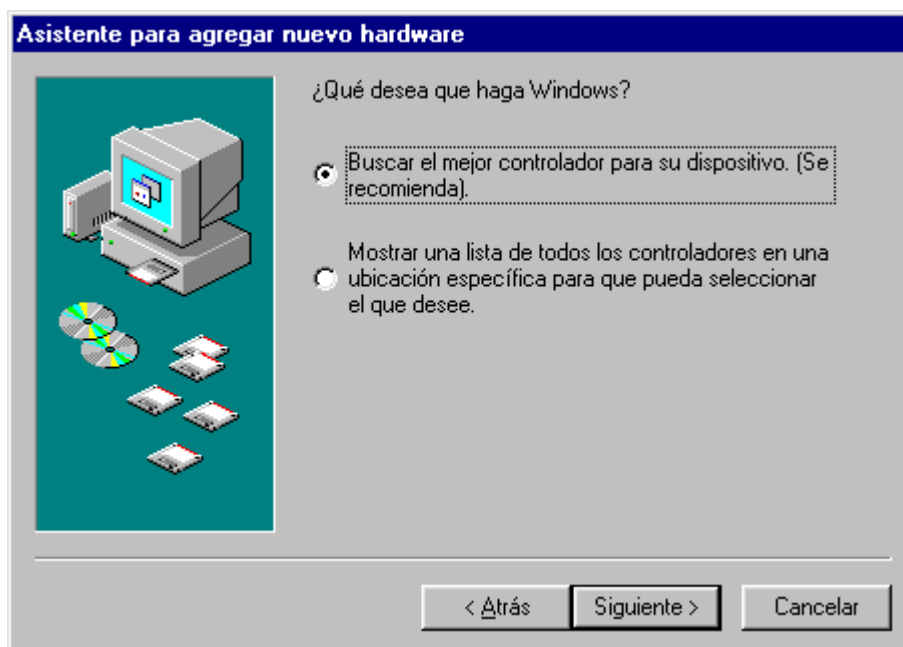 Asistente para agregar nuevo hardware
¿Qué desea que haga Windows?
Buscar el mejor controlador para su dispositivo. (Se
recomienda).
Mostrar una lista de todos los controladores en una
ubicación específica para que pueda seleccionar
el que desee.
< Atrás
Siguiente >
Cancelar